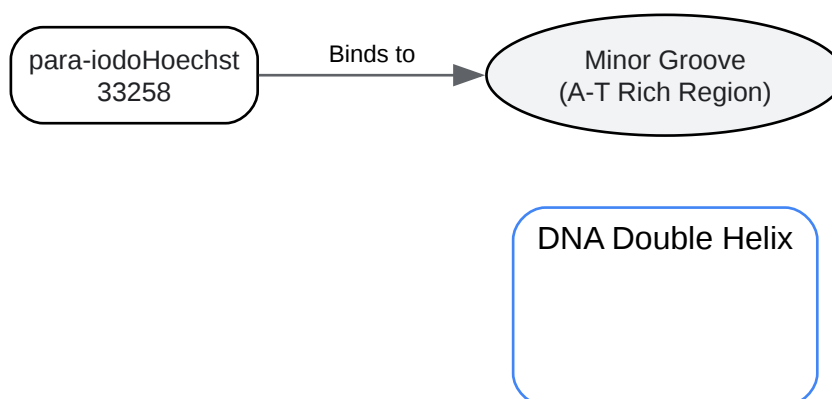 para-iodoHoechst
33258
Binds to
Minor Groove
(A-T Rich Region)
DNA Double Helix